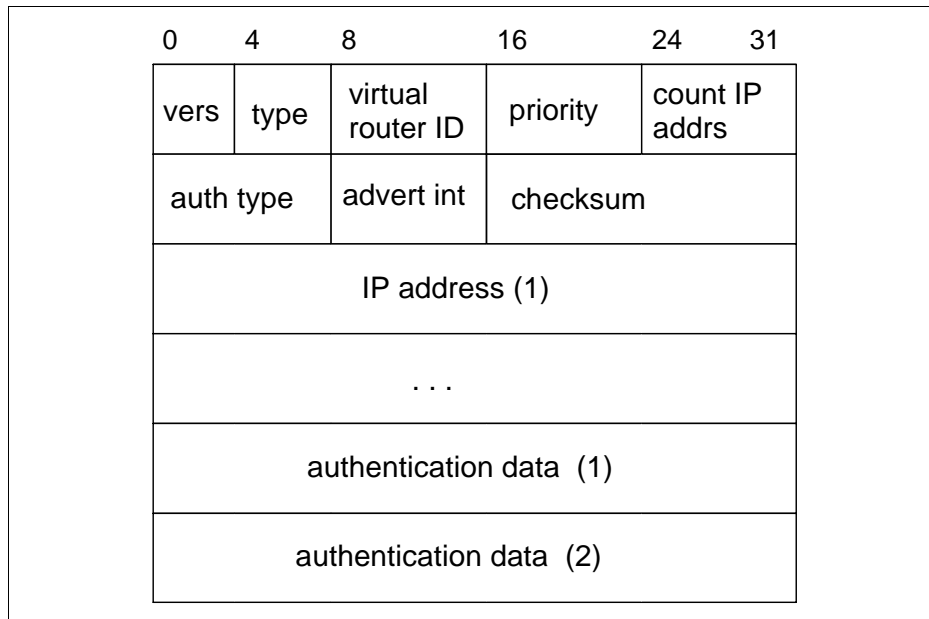 0 4 8 16 24 31
vers type virtual router ID priority count IP addrs
auth type advert int checksum
IP address (1)
. . .
authentication data (1)
authentication data (2)